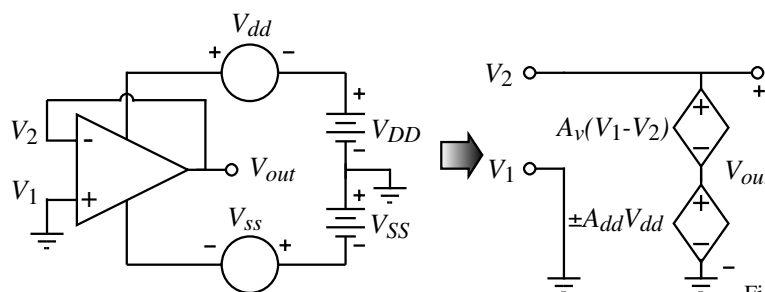 V_dd
+ −
V_2
-
V_1
+
V_out
+
−
V_DD
+
−
V_SS
V_ss
− +
V_2
+
+
A_v(V_1-V_2)
−
V_1
V_ou
+
±A_dd V_dd
−
−